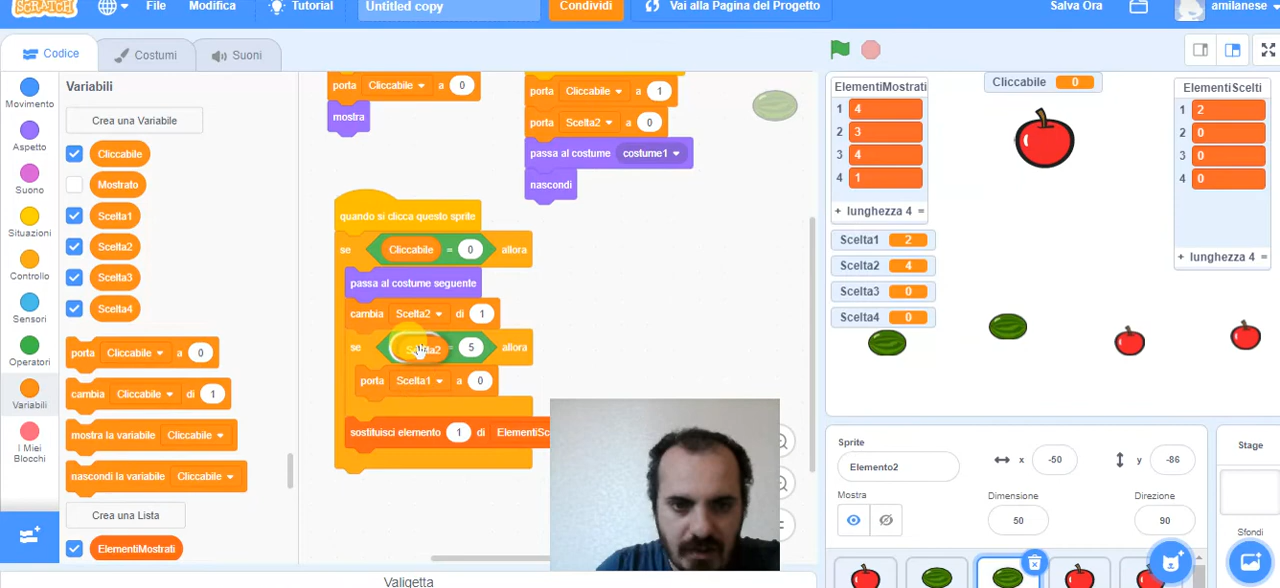 SCRATCH
File
Modifica
Tutorial
Untitled copy
Condividi
Vai alla Pagina del Progetto
Salva Ora
amilanese
Codice
Costumi
Suoni
Movimento
Aspetto
Suono
Situazioni
Controllo
Sensori
Operatori
Variabili
I Miei
Blocchi
Variabili
Crea una Variabile
Cliccabile
Mostrato
Scelta1
Scelta2
Scelta3
Scelta4
porta Cliccabile a 0
cambia Cliccabile di 1
mostra la variabile Cliccabile
nascondi la variabile Cliccabile
Crea una Lista
ElementiMostrati
porta Cliccabile a 0
mostra
porta Cliccabile a 1
porta Scelta2 a 0
passa al costume costume1
nascondi
quando si clicca questo sprite
se Cliccabile = 0 allora
passa al costume seguente
cambia Scelta2 di 1
se Scelta2 = 5 allora
porta Scelta1 a 0
sostituisci elemento 1 di ElementiSc
Valigetta
ElementiMostrati
1 4
2 3
3 4
4 1
+ lunghezza 4 =
Cliccabile 0
ElementiScelti
1 2
2 0
3 0
4 0
+ lunghezza 4 =
Scelta1 2
Scelta2 4
Scelta3 0
Scelta4 0
Sprite
Elemento2
x -50
y -86
Mostra
Dimensione
50
Direzione
90
Stage
Sfondi